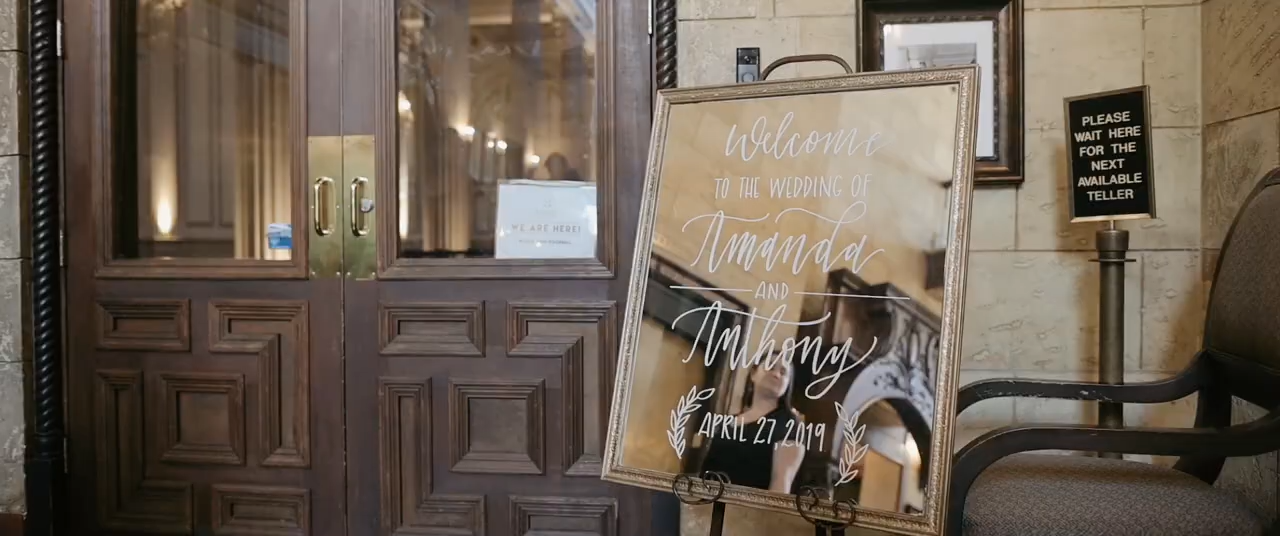 WE ARE HERE!
Welcome
TO THE WEDDING OF
Amanda
AND
Anthony
APRIL 27, 2019
PLEASE
WAIT HERE
FOR THE
NEXT
AVAILABLE
TELLER